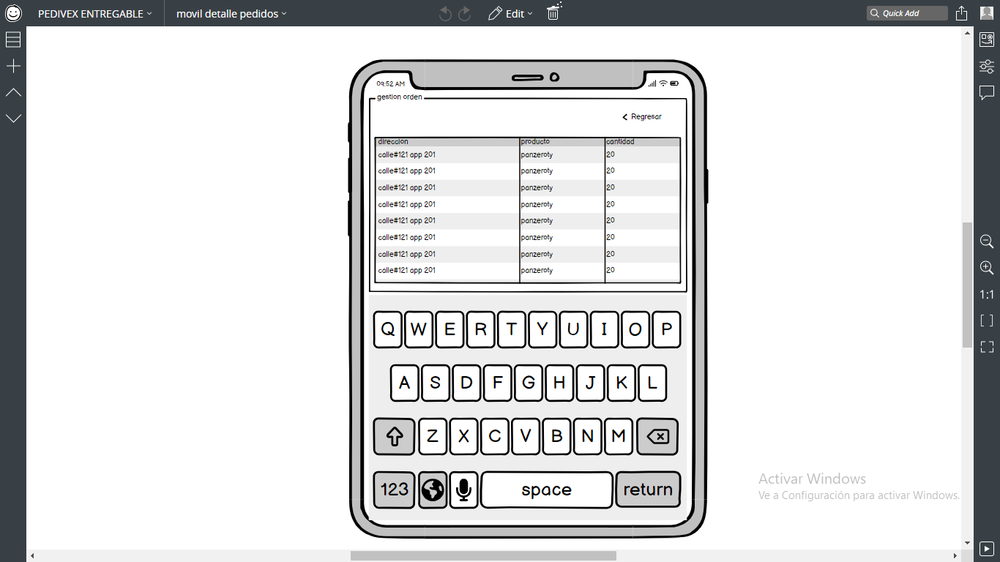 PEDIVEX ENTREGABLE
movil detalle pedidos
Edit
Quick Add
09:52 AM
gestion orden
Regresar
direccion producto cantidad
calle#121 app 201 panzeroty 20
calle#121 app 201 panzeroty 20
calle#121 app 201 panzeroty 20
calle#121 app 201 panzeroty 20
calle#121 app 201 panzeroty 20
calle#121 app 201 panzeroty 20
calle#121 app 201 panzeroty 20
calle#121 app 201 panzeroty 20
Q W E R T Y U I O P
A S D F G H J K L
Z X C V B N M
123 space return
1:1
Activar Windows
Ve a Configuración para activar Windows.